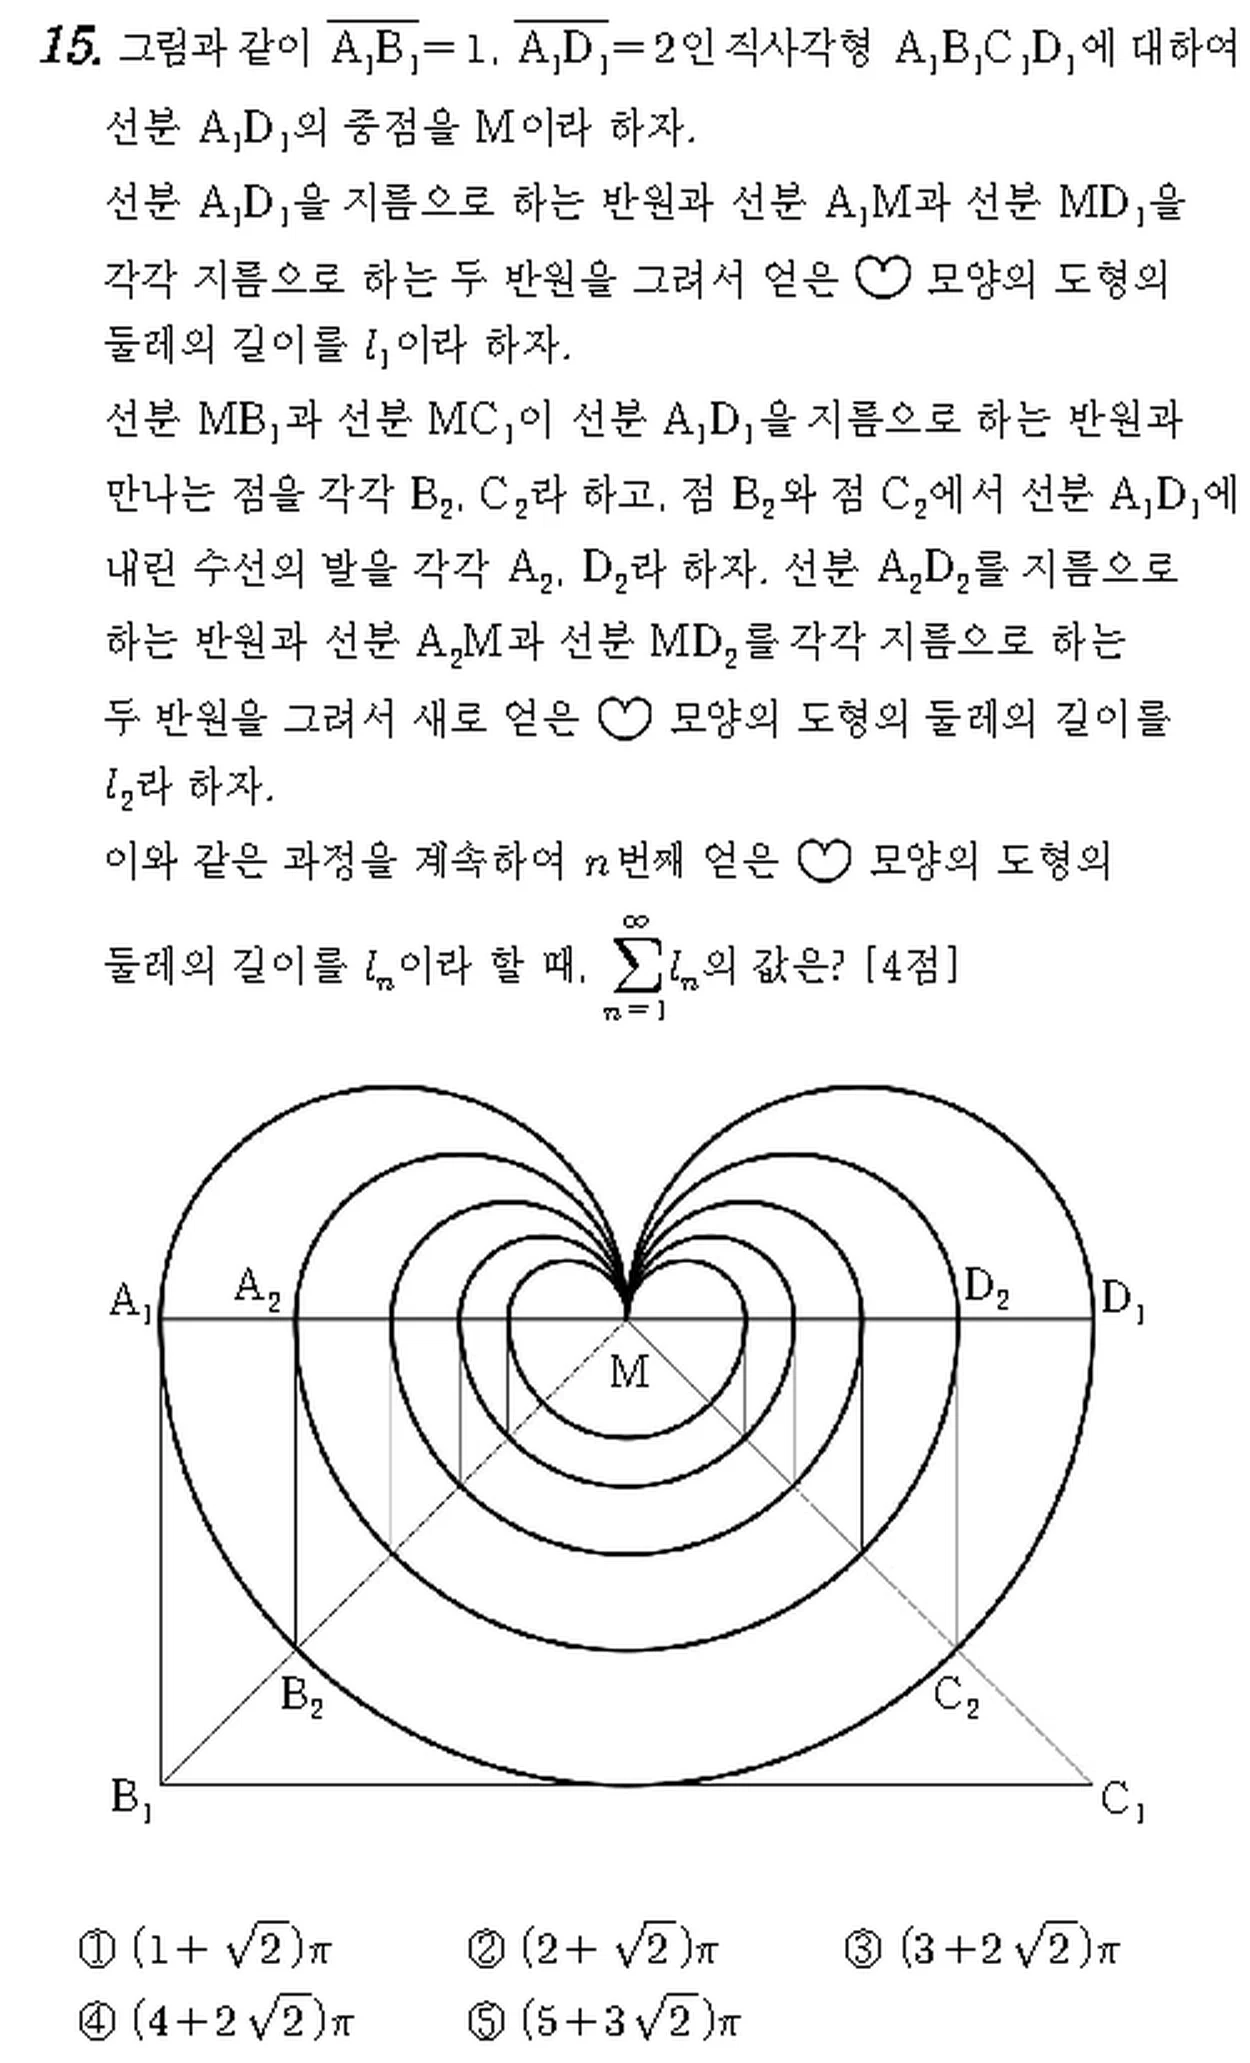 15. 그림과 같이 A₁B₁=1, A₁D₁=2인 직사각형 A₁B₁C₁D₁에 대하여
선분 A₁D₁의 중점을 M이라 하자.
선분 A₁D₁을 지름으로 하는 반원과 선분 A₁M과 선분 MD₁을
각각 지름으로 하는 두 반원을 그려서 얻은 모양의 도형의
둘레의 길이를 l₁이라 하자.
선분 MB₁과 선분 MC₁이 선분 A₁D₁을 지름으로 하는 반원과
만나는 점을 각각 B₂, C₂라 하고, 점 B₂와 점 C₂에서 선분 A₁D₁에
내린 수선의 발을 각각 A₂, D₂라 하자. 선분 A₂D₂를 지름으로
하는 반원과 선분 A₂M과 선분 MD₂를 각각 지름으로 하는
두 반원을 그려서 새로 얻은 모양의 도형의 둘레의 길이를
l₂라 하자.
이와 같은 과정을 계속하여 n번째 얻은 모양의 도형의
둘레의 길이를 lₙ이라 할 때, ∞∑n=1 lₙ의 값은? [4점]
A₁ A₂ D₂ D₁
M
B₂ C₂
B₁ C₁
① (1+√2)π ② (2+√2)π ③ (3+2√2)π
④ (4+2√2)π ⑤ (5+3√2)π